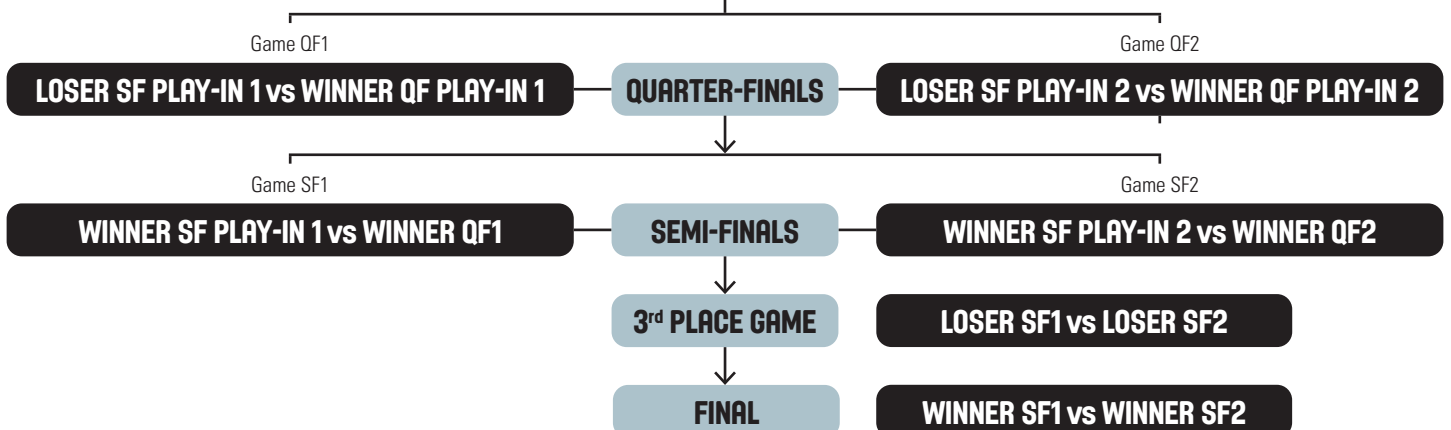 Game QF1
Game QF2
LOSER SF PLAY-IN 1 vs WINNER QF PLAY-IN 1
QUARTER-FINALS
LOSER SF PLAY-IN 2 vs WINNER QF PLAY-IN 2
Game SF1
Game SF2
WINNER SF PLAY-IN 1 vs WINNER QF1
SEMI-FINALS
WINNER SF PLAY-IN 2 vs WINNER QF2
3rd PLACE GAME
LOSER SF1 vs LOSER SF2
FINAL
WINNER SF1 vs WINNER SF2